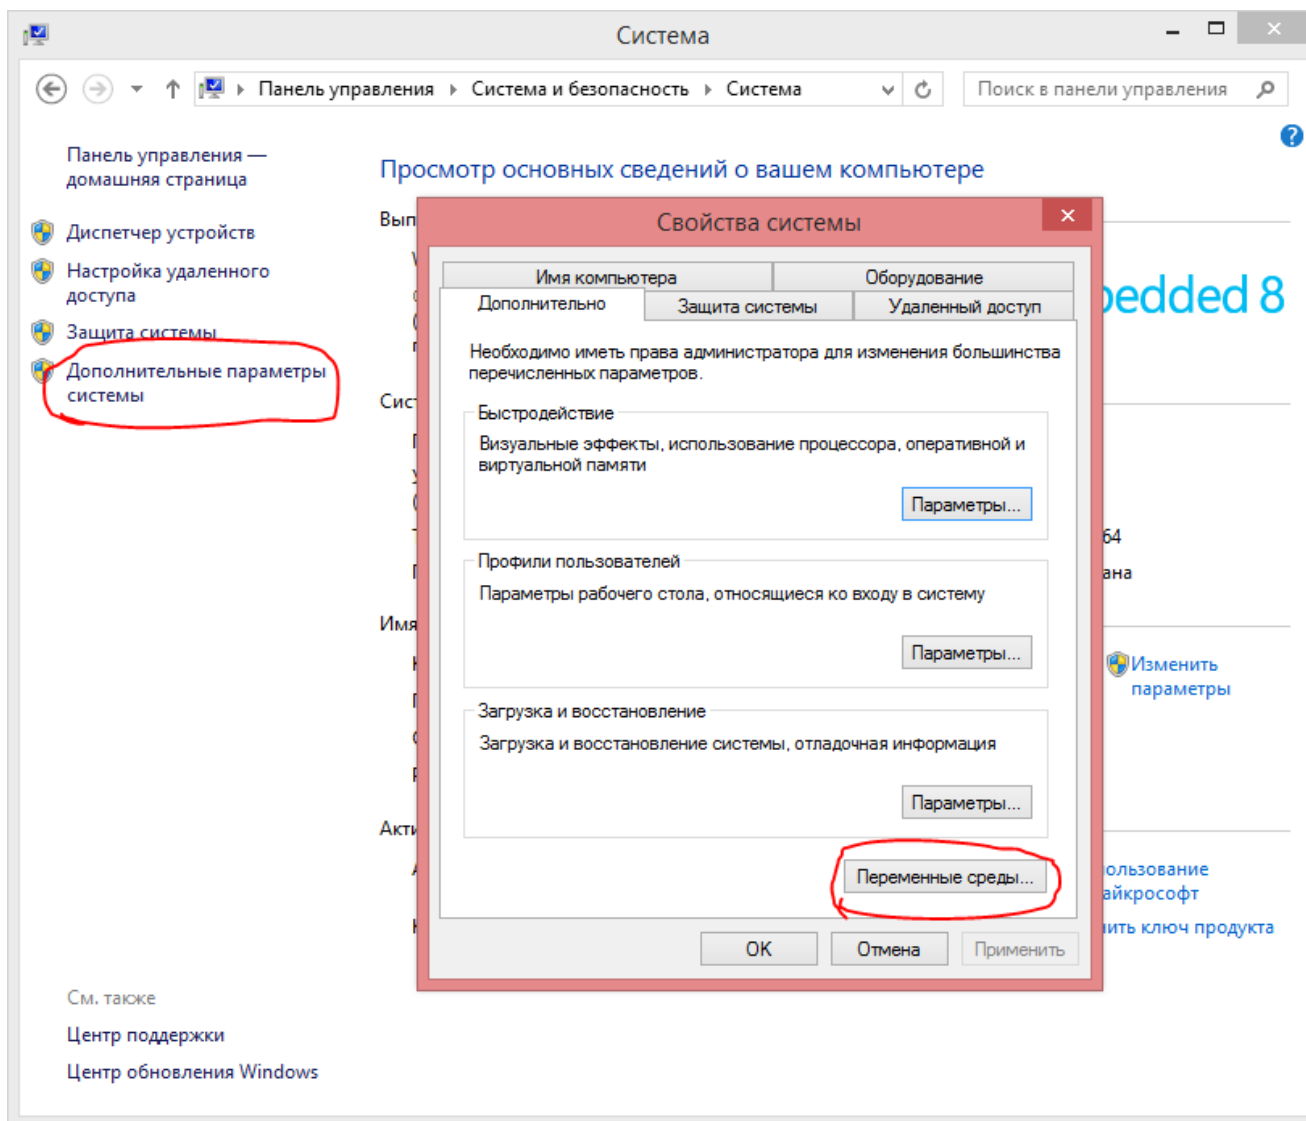 Система
Панель управления Система и безопасность Система
Поиск в панели управления
Панель управления —
домашняя страница
Диспетчер устройств
Настройка удаленного
доступа
Защита системы
Дополнительные параметры
системы
См. также
Центр поддержки
Центр обновления Windows
Просмотр основных сведений о вашем компьютере
Вып
bedded 8
Сис
64
ана
Имя
Изменить
параметры
Акти
ользование
айкрософт
ить ключ продукта
Свойства системы
Имя компьютера
Оборудование
Дополнительно
Защита системы
Удаленный доступ
Необходимо иметь права администратора для изменения большинства
перечисленных параметров.
Быстродействие
Визуальные эффекты, использование процессора, оперативной и
виртуальной памяти
Параметры...
Профили пользователей
Параметры рабочего стола, относящиеся ко входу в систему
Параметры...
Загрузка и восстановление
Загрузка и восстановление системы, отладочная информация
Параметры...
Переменные среды...
OK
Отмена
Применить